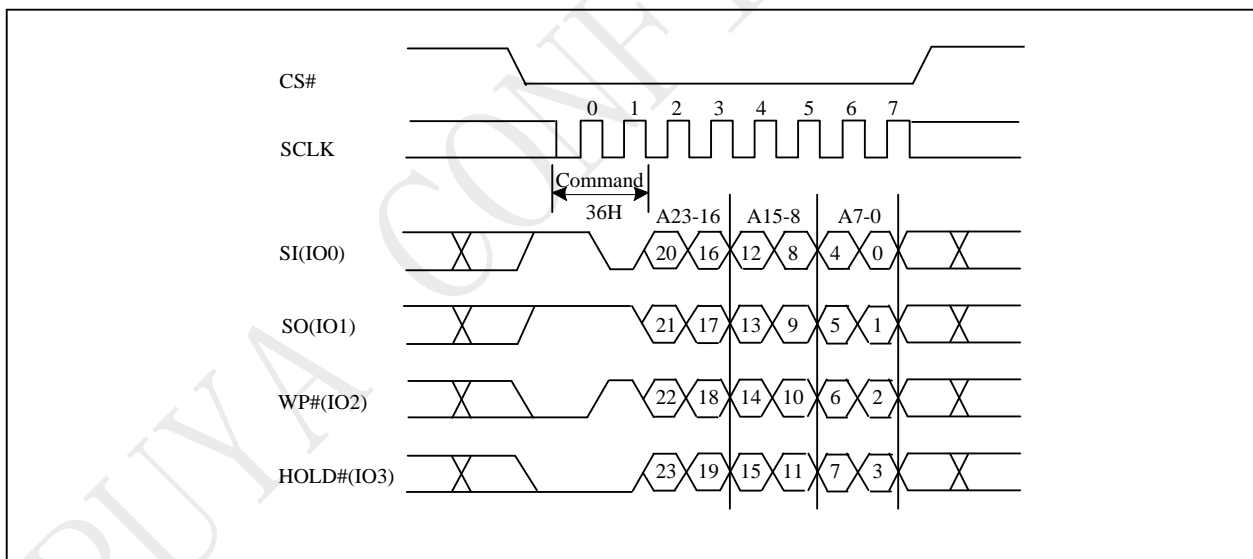 PUYA CONF
CS#
0 1 2 3 4 5 6 7
SCLK
Command
36H
A23-16 A15-8 A7-0
SI(IO0) 20 16 12 8 4 0
SO(IO1) 21 17 13 9 5 1
WP#(IO2) 22 18 14 10 6 2
HOLD#(IO3) 23 19 15 11 7 3